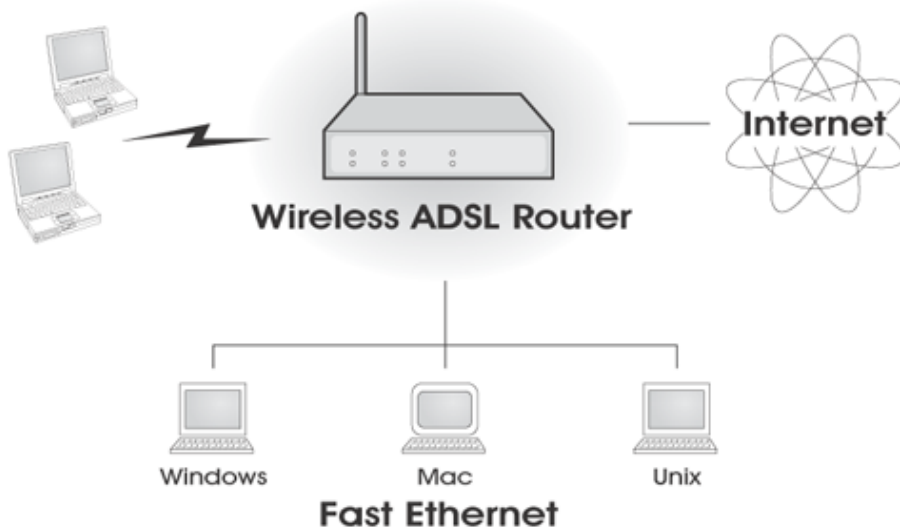 Internet
Wireless ADSL Router
Windows
Mac
Unix
Fast Ethernet